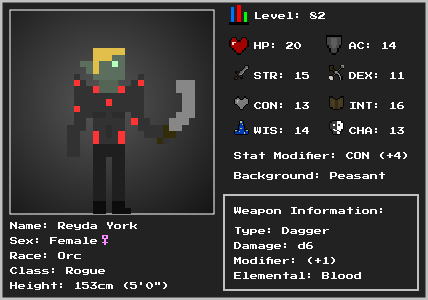 Level: 82
HP: 20 AC: 14
STR: 15 DEX: 11
CON: 13 INT: 16
WIS: 14 CHA: 13
Stat Modifier: CON (+4)
Background: Peasant
Name: Reyda York
Sex: Female♀
Race: Orc
Class: Rogue
Height: 153cm (5'0")
Weapon Information:
Type: Dagger
Damage: d6
Modifier: (+1)
Elemental: Blood